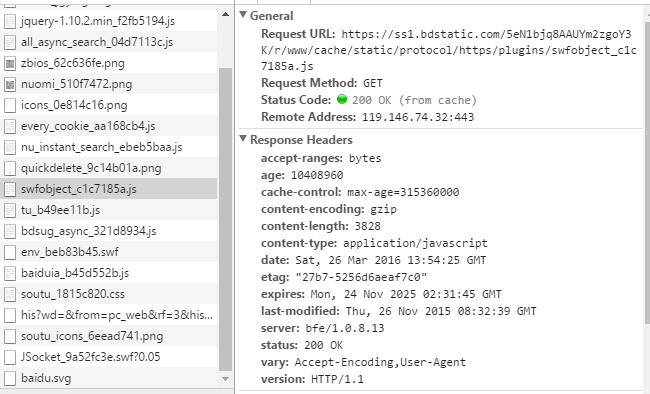 jquery-1.10.2.min_f2fb5194.js
all_async_search_04d7113c.js
zbios_62c636fe.png
nuomi_510f7472.png
icons_0e814c16.png
every_cookie_aa168cb4.js
nu_instant_search_ebeb5baa.js
quickdelete_9c14b01a.png
swfobject_c1c7185a.js
tu_b49ee11b.js
bdsug_async_321d8934.js
env_beb83b45.swf
baiduia_b45d552b.js
soutu_1815c820.css
his?wd=&from=pc_web&rf=3&his...
soutu_icons_6eead741.png
JSocket_9a52fc3e.swf?0.05
baidu.svg
General
Request URL: https://ss1.bdstatic.com/5eN1bjq8AAUYm2zgoY3
K/r/www/cache/static/protocol/https/plugins/swfobject_c1c
7185a.js
Request Method: GET
Status Code: 200 OK (from cache)
Remote Address: 119.146.74.32:443
Response Headers
accept-ranges: bytes
age: 10408960
cache-control: max-age=315360000
content-encoding: gzip
content-length: 3828
content-type: application/javascript
date: Sat, 26 Mar 2016 13:54:25 GMT
etag: "27b7-5256d6aeaf7c0"
expires: Mon, 24 Nov 2025 02:31:45 GMT
last-modified: Thu, 26 Nov 2015 08:32:39 GMT
server: bfe/1.0.8.13
status: 200 OK
vary: Accept-Encoding,User-Agent
version: HTTP/1.1